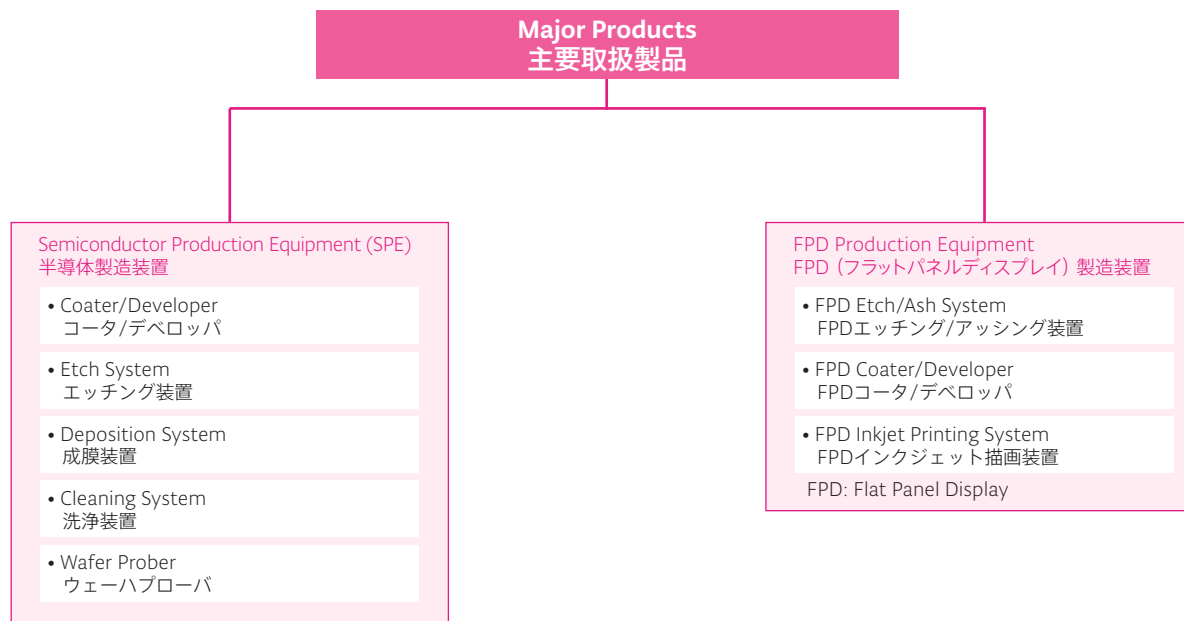 Major Products
主要取扱製品
Semiconductor Production Equipment (SPE)
半導体製造装置
• Coater/Developer
コータ/デベロッパ
• Etch System
エッチング装置
• Deposition System
成膜装置
• Cleaning System
洗浄装置
• Wafer Prober
ウェーハプローバ
FPD Production Equipment
FPD（フラットパネルディスプレイ）製造装置
• FPD Etch/Ash System
FPDエッチング/アッシング装置
• FPD Coater/Developer
FPDコータ/デベロッパ
• FPD Inkjet Printing System
FPDインクジェット描画装置
FPD: Flat Panel Display